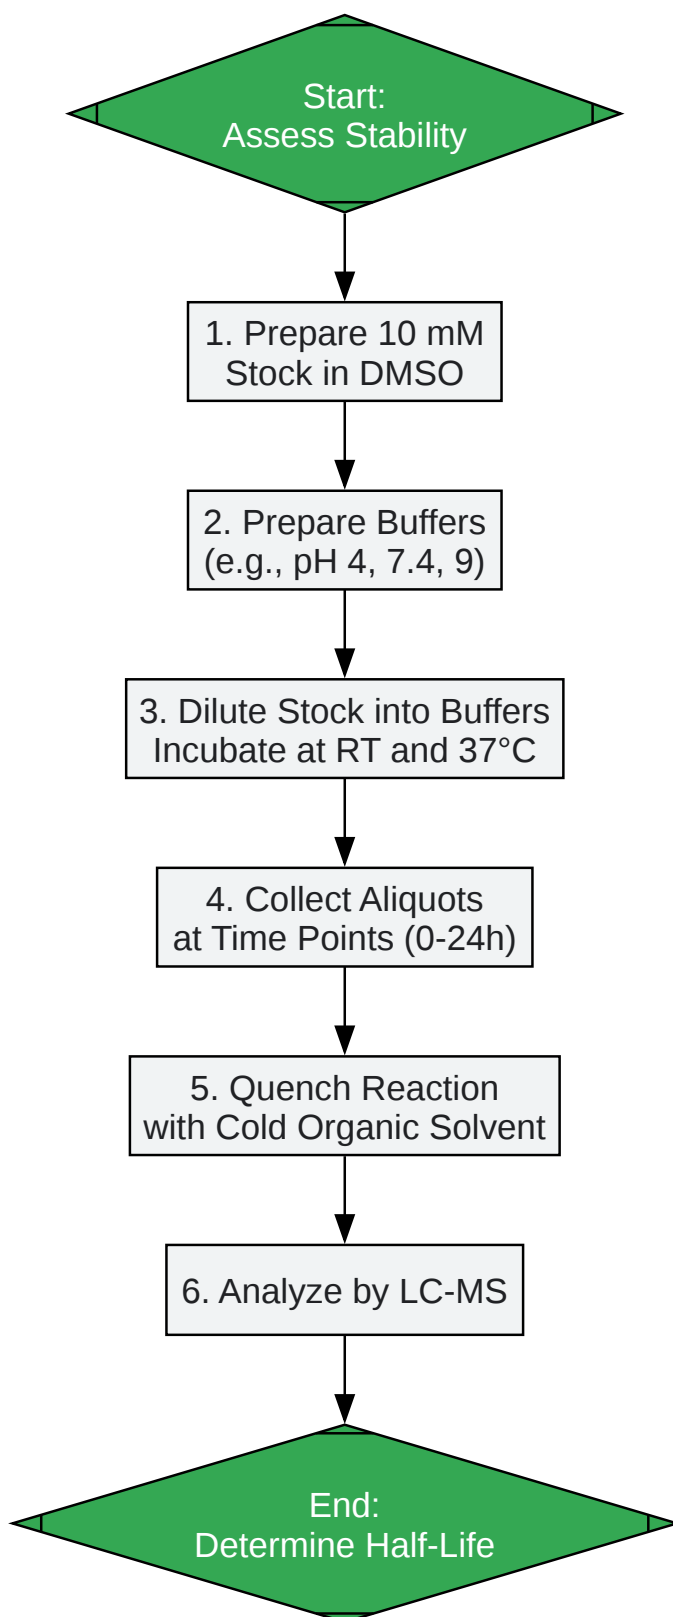 Start:
Assess Stability
1. Prepare 10 mM
Stock in DMSO
2. Prepare Buffers
(e.g., pH 4, 7.4, 9)
3. Dilute Stock into Buffers
Incubate at RT and 37°C
4. Collect Aliquots
at Time Points (0-24h)
5. Quench Reaction
with Cold Organic Solvent
6. Analyze by LC-MS
End:
Determine Half-Life